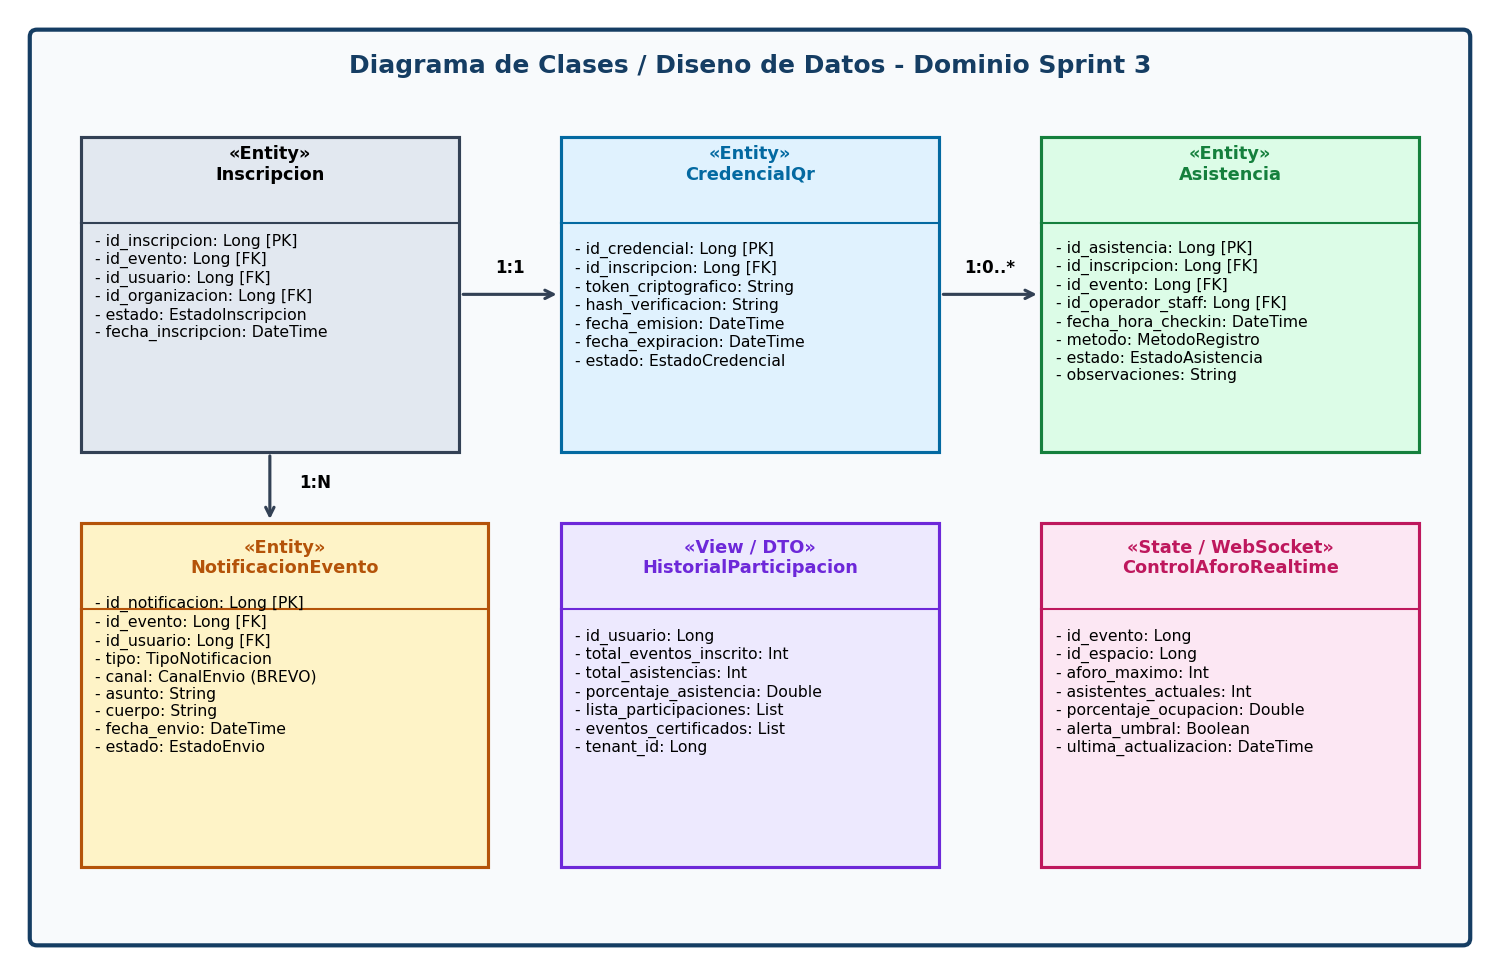 Diagrama de Clases / Diseno de Datos - Dominio Sprint 3
«Entity»
Inscripcion
- id_inscripcion: Long [PK]
- id_evento: Long [FK]
- id_usuario: Long [FK]
- id_organizacion: Long [FK]
- estado: EstadoInscripcion
- fecha_inscripcion: DateTime
1:1
«Entity»
CredencialQr
- id_credencial: Long [PK]
- id_inscripcion: Long [FK]
- token_criptografico: String
- hash_verificacion: String
- fecha_emision: DateTime
- fecha_expiracion: DateTime
- estado: EstadoCredencial
1:0..*
«Entity»
Asistencia
- id_asistencia: Long [PK]
- id_inscripcion: Long [FK]
- id_evento: Long [FK]
- id_operador_staff: Long [FK]
- fecha_hora_checkin: DateTime
- metodo: MetodoRegistro
- estado: EstadoAsistencia
- observaciones: String
1:N
«Entity»
NotificacionEvento
- id_notificacion: Long [PK]
- id_evento: Long [FK]
- id_usuario: Long [FK]
- tipo: TipoNotificacion
- canal: CanalEnvio (BREVO)
- asunto: String
- cuerpo: String
- fecha_envio: DateTime
- estado: EstadoEnvio
«View / DTO»
HistorialParticipacion
- id_usuario: Long
- total_eventos_inscrito: Int
- total_asistencias: Int
- porcentaje_asistencia: Double
- lista_participaciones: List
- eventos_certificados: List
- tenant_id: Long
«State / WebSocket»
ControlAforoRealtime
- id_evento: Long
- id_espacio: Long
- aforo_maximo: Int
- asistentes_actuales: Int
- porcentaje_ocupacion: Double
- alerta_umbral: Boolean
- ultima_actualizacion: DateTime